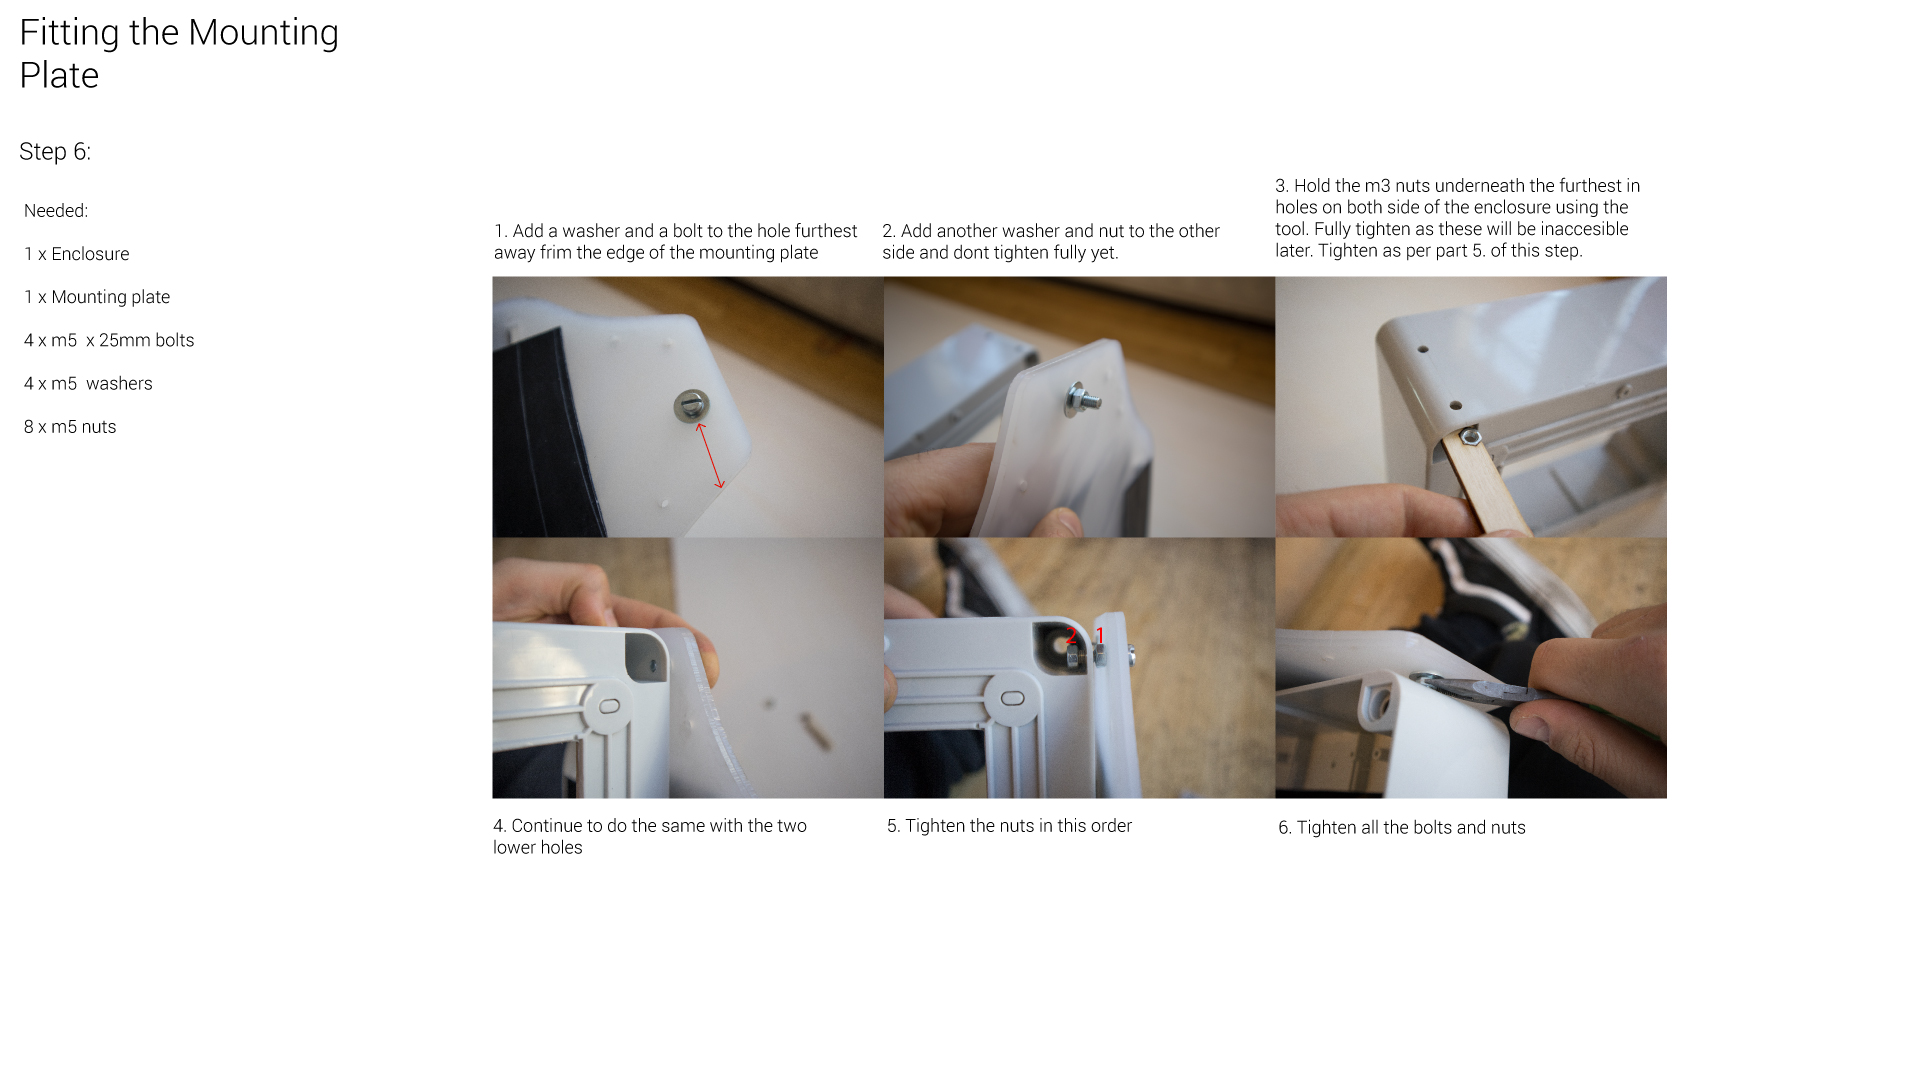 Fitting the Mounting
Plate
Step 6:
Needed:
1 x Enclosure
1 x Mounting plate
4 x m5  x 25mm bolts
4 x m5  washers
8 x m5 nuts
1. Add a washer and a bolt to the hole furthest
away frim the edge of the mounting plate
2. Add another washer and nut to the other
side and dont tighten fully yet.
3. Hold the m3 nuts underneath the furthest in
holes on both side of the enclosure using the
tool. Fully tighten as these will be inaccesible
later. Tighten as per part 5. of this step.
2 1
4. Continue to do the same with the two
lower holes
5. Tighten the nuts in this order
6. Tighten all the bolts and nuts